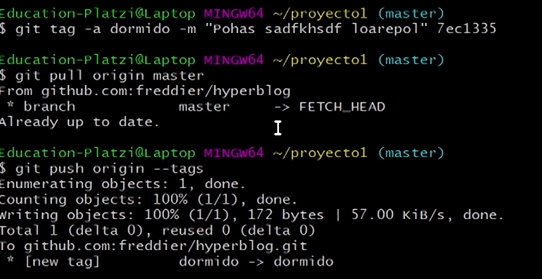 Education-Platzi@Laptop MINGW64 ~/proyecto1 (master)
$ git tag -a dormido -m "Pohas sadfkhsdf loarepol" 7ec1335
Education-Platzi@Laptop MINGW64 ~/proyecto1 (master)
$ git pull origin master
From github.com:freddier/hyperblog
 * branch            master     -> FETCH_HEAD
Already up to date.
Education-Platzi@Laptop MINGW64 ~/proyecto1 (master)
$ git push origin --tags
Enumerating objects: 1, done.
Counting objects: 100% (1/1), done.
Writing objects: 100% (1/1), 172 bytes | 57.00 KiB/s, done.
Total 1 (delta 0), reused 0 (delta 0)
To github.com:freddier/hyperblog.git
 * [new tag]         dormido -> dormido